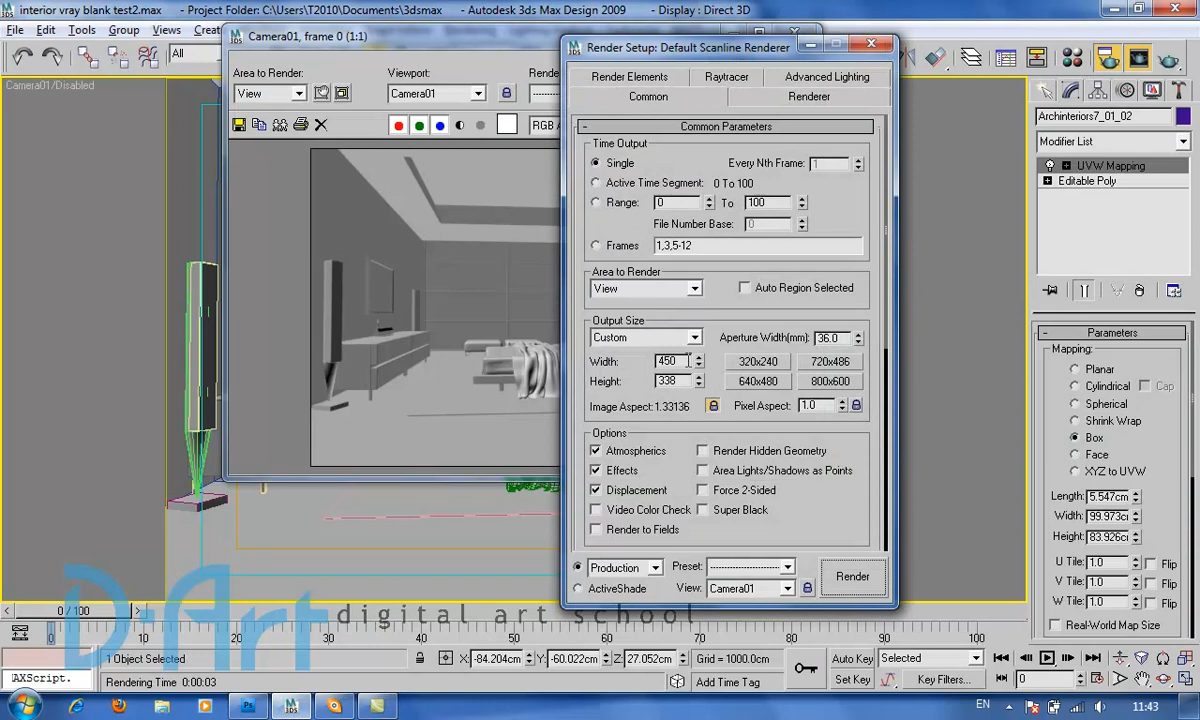 interior vray blank test2.max - Project Folder: C:\Users\T2010\Documents\3dsmax - Autodesk 3ds Max Design 2009 - Display : Direct 3D
File Edit Tools Group Views
All
Camera01/Disabled
Camera01, frame 0 (1:1)
Area to Render:
Viewport:
View
Camera01
RGB A
Render Setup: Default Scanline Renderer
Render Elements Raytracer Advanced Lighting
Common Renderer
- Common Parameters
Time Output
Single
Every Nth Frame: 1
Active Time Segment: 0 To 100
Range: 0 To 100
File Number Base: 0
Frames 1,3,5-12
Area to Render
View
Auto Region Selected
Output Size
Custom
Aperture Width(mm): 36.0
Width: 450
320x240 720x486
Height: 338
640x480 800x600
Image Aspect: 1.33136
Pixel Aspect: 1.0
Options
Atmospherics
Render Hidden Geometry
Effects
Area Lights/Shadows as Points
Displacement
Force 2-Sided
Video Color Check
Super Black
Render to Fields
Production
Preset: --------------------
Render
ActiveShade
View: Camera01
Archinteriors7_01_02
Modifier List
UVW Mapping
Editable Poly
- Parameters
Mapping:
Planar
Cylindrical Cap
Spherical
Shrink Wrap
Box
Face
XYZ to UVW
Length: 5.547cm
Width: 99.973c
Height: 83.926c
U Tile: 1.0 Flip
V Tile: 1.0 Flip
W Tile: 1.0 Flip
Real-World Map Size
D-Art
digital art school
0 / 100
0 10 20 30 40 50 60 70 80 90 100
1 Object Selected
X: -84.204cm Y: -60.022cm Z: 27.052cm
Grid = 1000.0cm
Auto Key Selected
AXScript.
Rendering Time 0:00:03
Add Time Tag
Set Key Key Filters...
0
EN
11:43